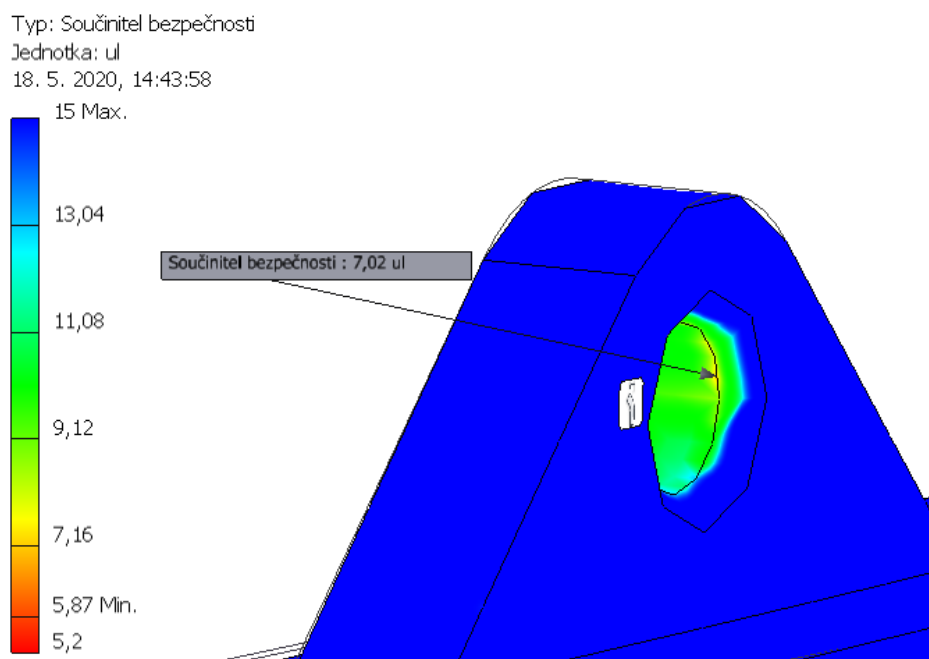 Typ: Součinitel bezpečnosti
Jednotka: ul
18. 5. 2020, 14:43:58
15 Max.
13,04
Součinitel bezpečnosti : 7,02 ul
11,08
9,12
7,16
5,87 Min.
5,2